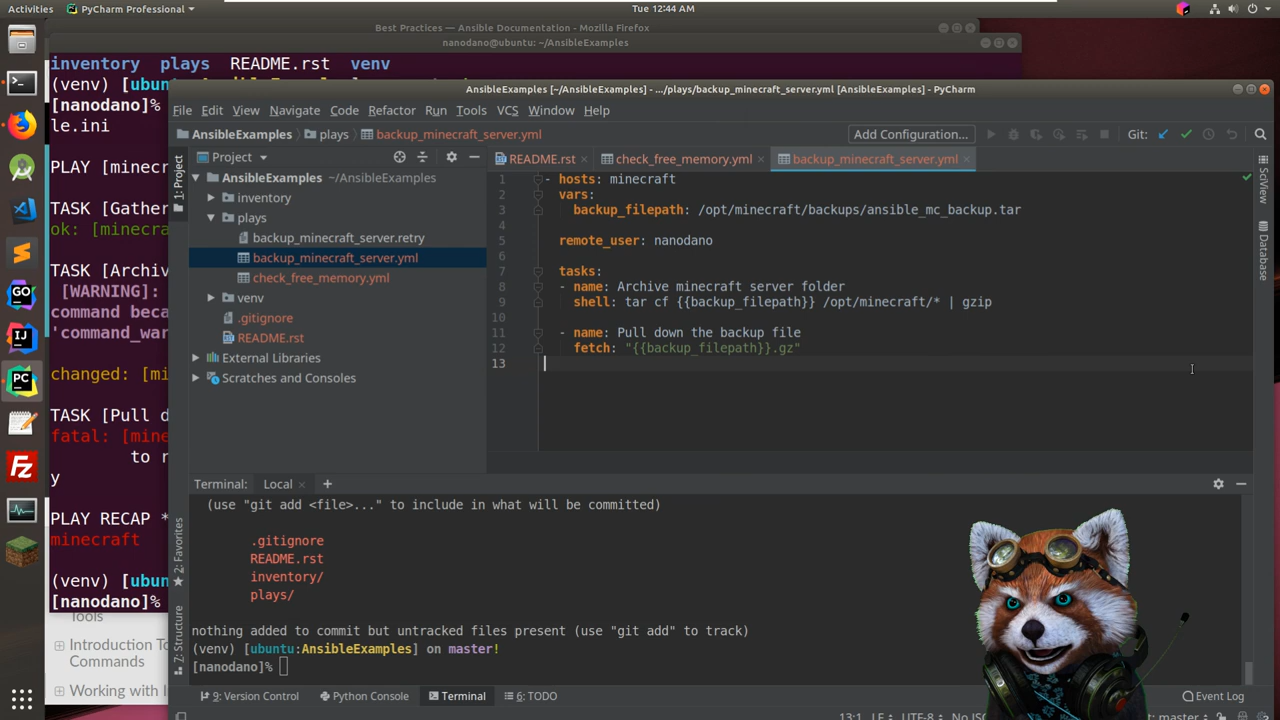 Activities
PyCharm Professional
Tue 12:44 AM
Best Practices — Ansible Documentation - Mozilla Firefox
nanodano@ubuntu: ~/AnsibleExamples
inventory plays README.rst venv
(venv) [ubun
[nanodano]%
le.ini
PLAY [minec
TASK [Gather
ok: [minecra
TASK [Archiv
[WARNING]:
command beca
'command_war
changed: [mi
TASK [Pull d
fatal: [mine
to r
y
PLAY RECAP *
minecraft
(venv) [ubun
[nanodano]%
Tools
Introduction To
Commands
Working with I
AnsibleExamples [~/AnsibleExamples] - .../plays/backup_minecraft_server.yml [AnsibleExamples] - PyCharm
File Edit View Navigate Code Refactor Run Tools VCS Window Help
AnsibleExamples plays backup_minecraft_server.yml
Add Configuration...
Git:
1: Project
Project
README.rst
check_free_memory.yml
backup_minecraft_server.yml
AnsibleExamples ~/AnsibleExamples
inventory
plays
backup_minecraft_server.retry
backup_minecraft_server.yml
check_free_memory.yml
venv
.gitignore
README.rst
External Libraries
Scratches and Consoles
1 - hosts: minecraft
2 vars:
3 backup_filepath: /opt/minecraft/backups/ansible_mc_backup.tar
4
5 remote_user: nanodano
6
7 tasks:
8 - name: Archive minecraft server folder
9 shell: tar cf {{backup_filepath}} /opt/minecraft/* | gzip
10
11 - name: Pull down the backup file
12 fetch: "{{backup_filepath}}.gz"
13
SciView
Database
Terminal: Local +
(use "git add <file>..." to include in what will be committed)
.gitignore
README.rst
inventory/
plays/
nothing added to commit but untracked files present (use "git add" to track)
(venv) [ubuntu:AnsibleExamples] on master!
[nanodano]%
2: Favorites
7: Structure
9: Version Control
Python Console
Terminal
6: TODO
Event Log
13:1 LF UTF-8
: master